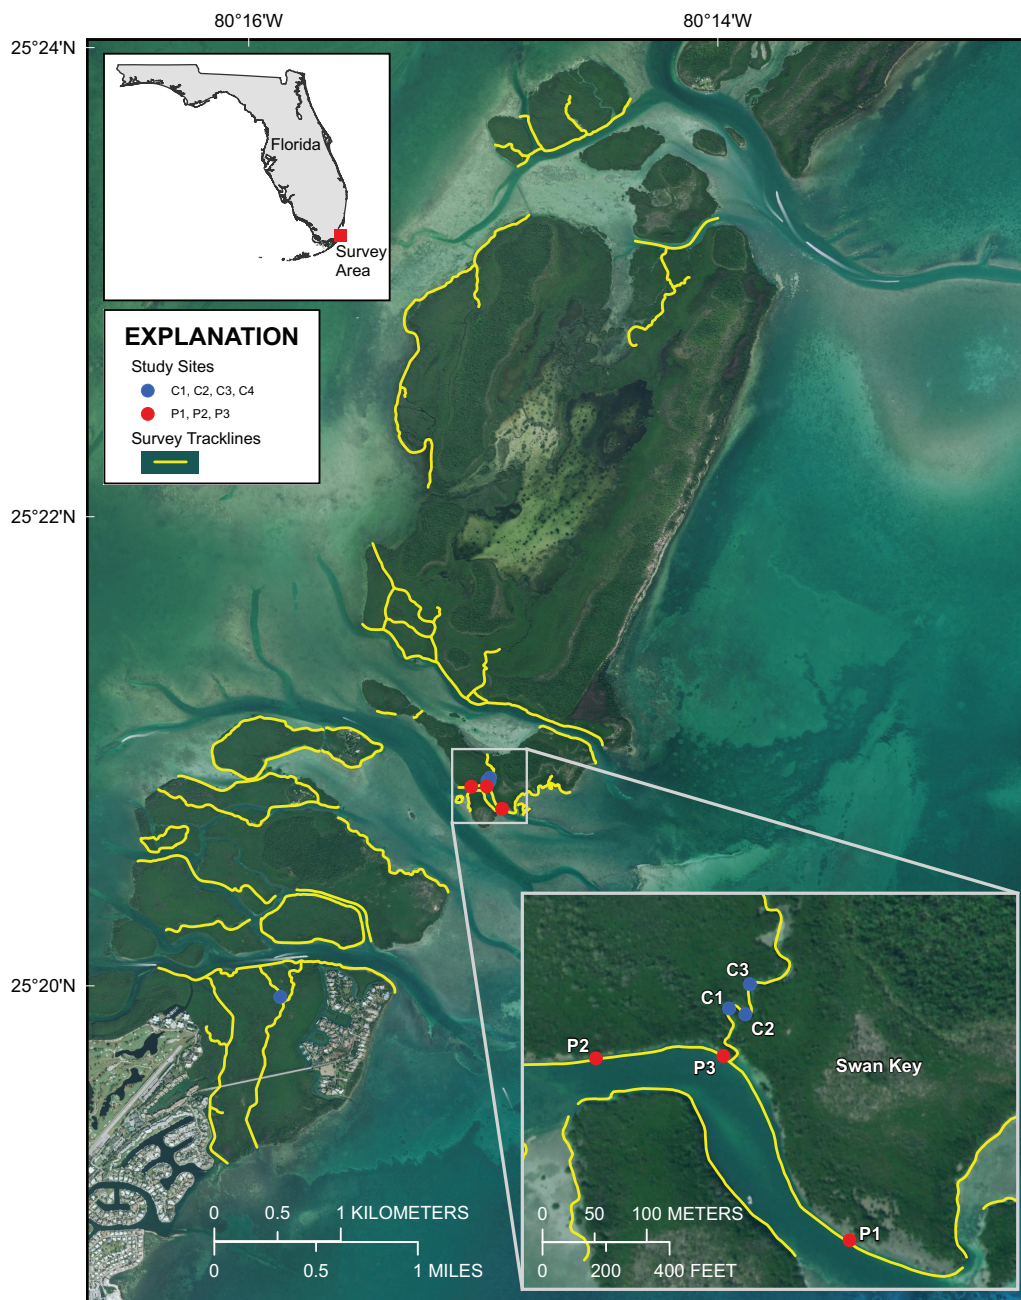 80°16'W
80°14'W
25°24'N
Florida
Survey
Area
EXPLANATION
Study Sites
C1, C2, C3, C4
P1, P2, P3
Survey Tracklines
25°22'N
25°20'N
C3
C1
C2
P2
P3
Swan Key
P1
0 0.5 1 KILOMETERS
0 0.5 1 MILES
0 50 100 METERS
0 200 400 FEET